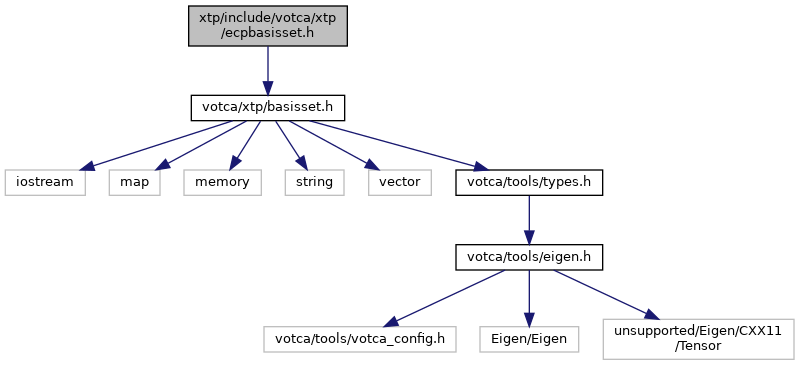 xtp/include/votca/xtp
/ecpbasisset.h
votca/xtp/basisset.h
iostream
map
memory
string
vector
votca/tools/types.h
votca/tools/eigen.h
votca/tools/votca_config.h
Eigen/Eigen
unsupported/Eigen/CXX11
/Tensor